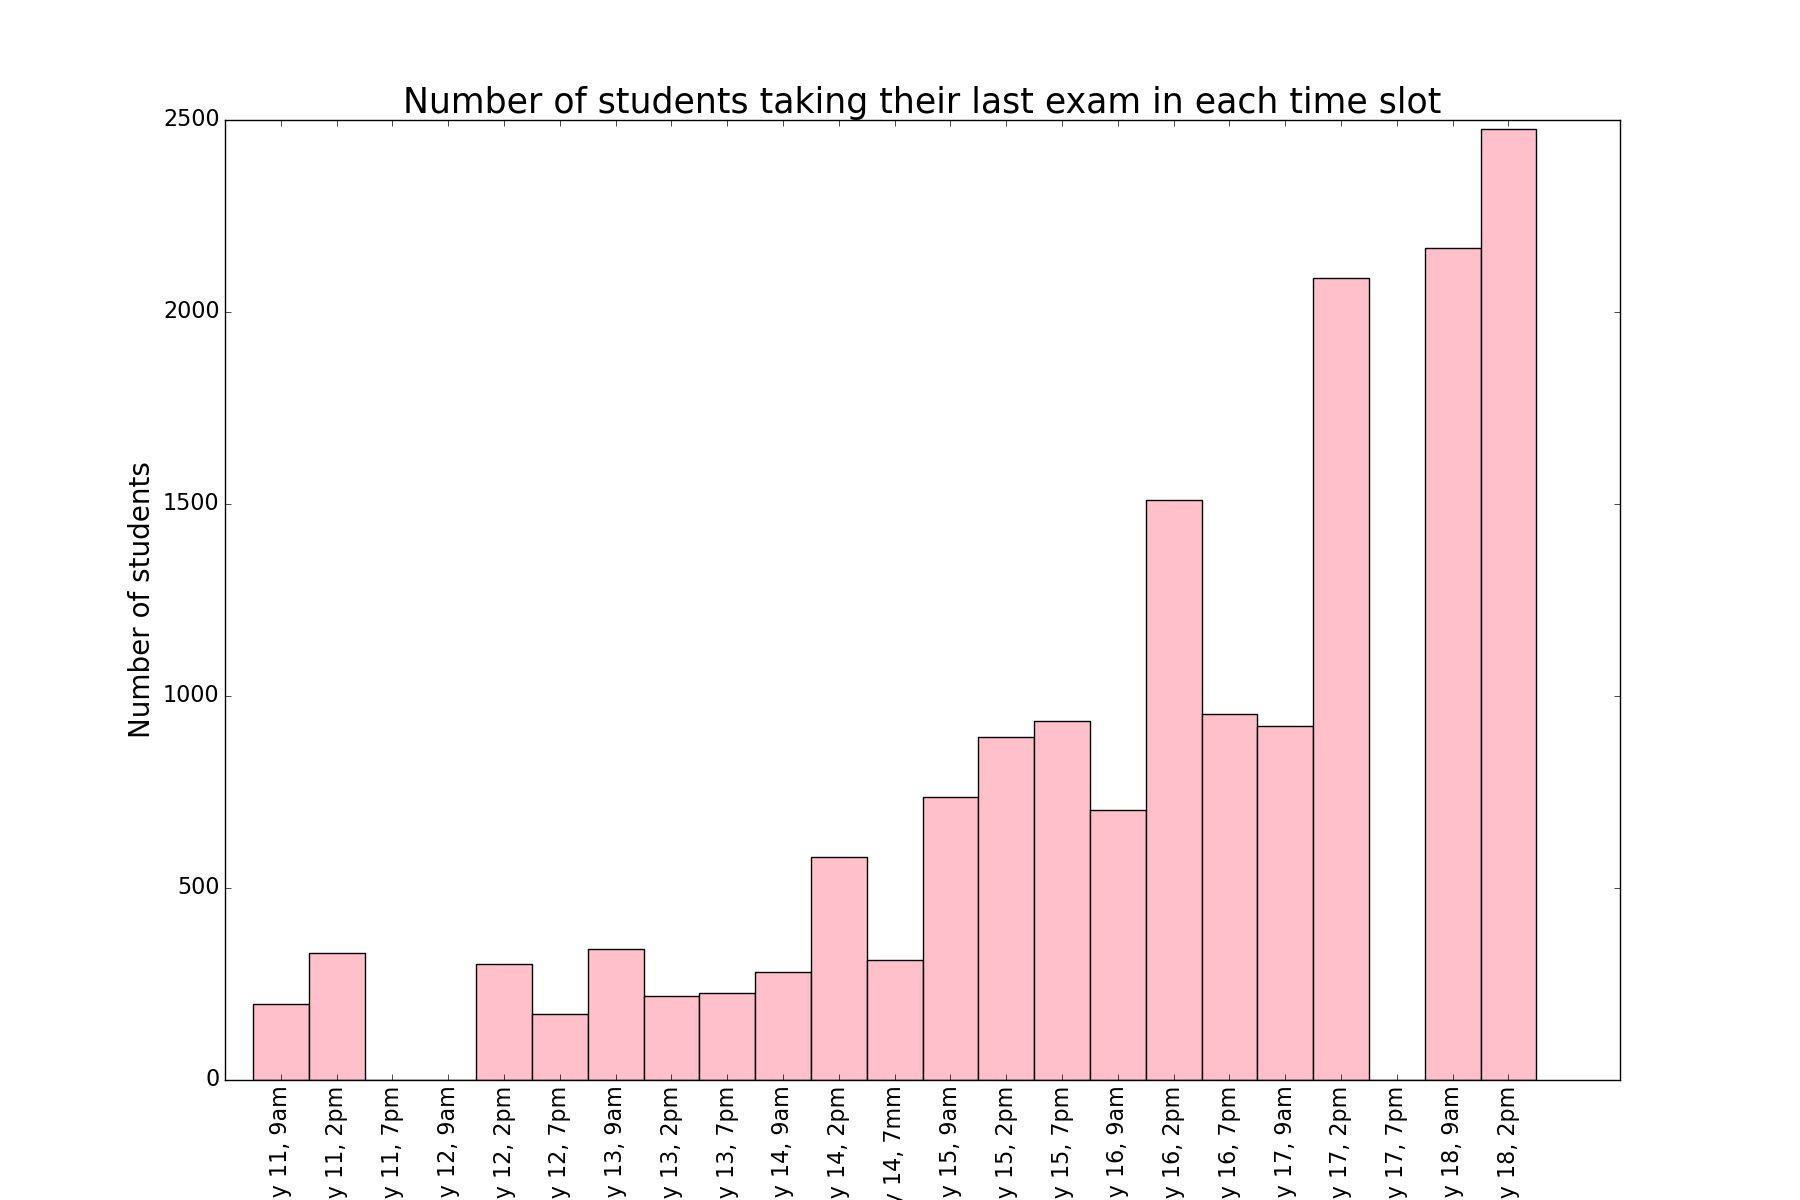 Number of students taking their last exam in each time slot
Number of students
2500
2000
1500
1000
500
0
y 11, 9am
y 11, 2pm
y 11, 7pm
y 12, 9am
y 12, 2pm
y 12, 7pm
y 13, 9am
y 13, 2pm
y 13, 7pm
y 14, 9am
y 14, 2pm
y 14, 7mm
y 15, 9am
y 15, 2pm
y 15, 7pm
y 16, 9am
y 16, 2pm
y 16, 7pm
y 17, 9am
y 17, 2pm
y 17, 7pm
y 18, 9am
y 18, 2pm